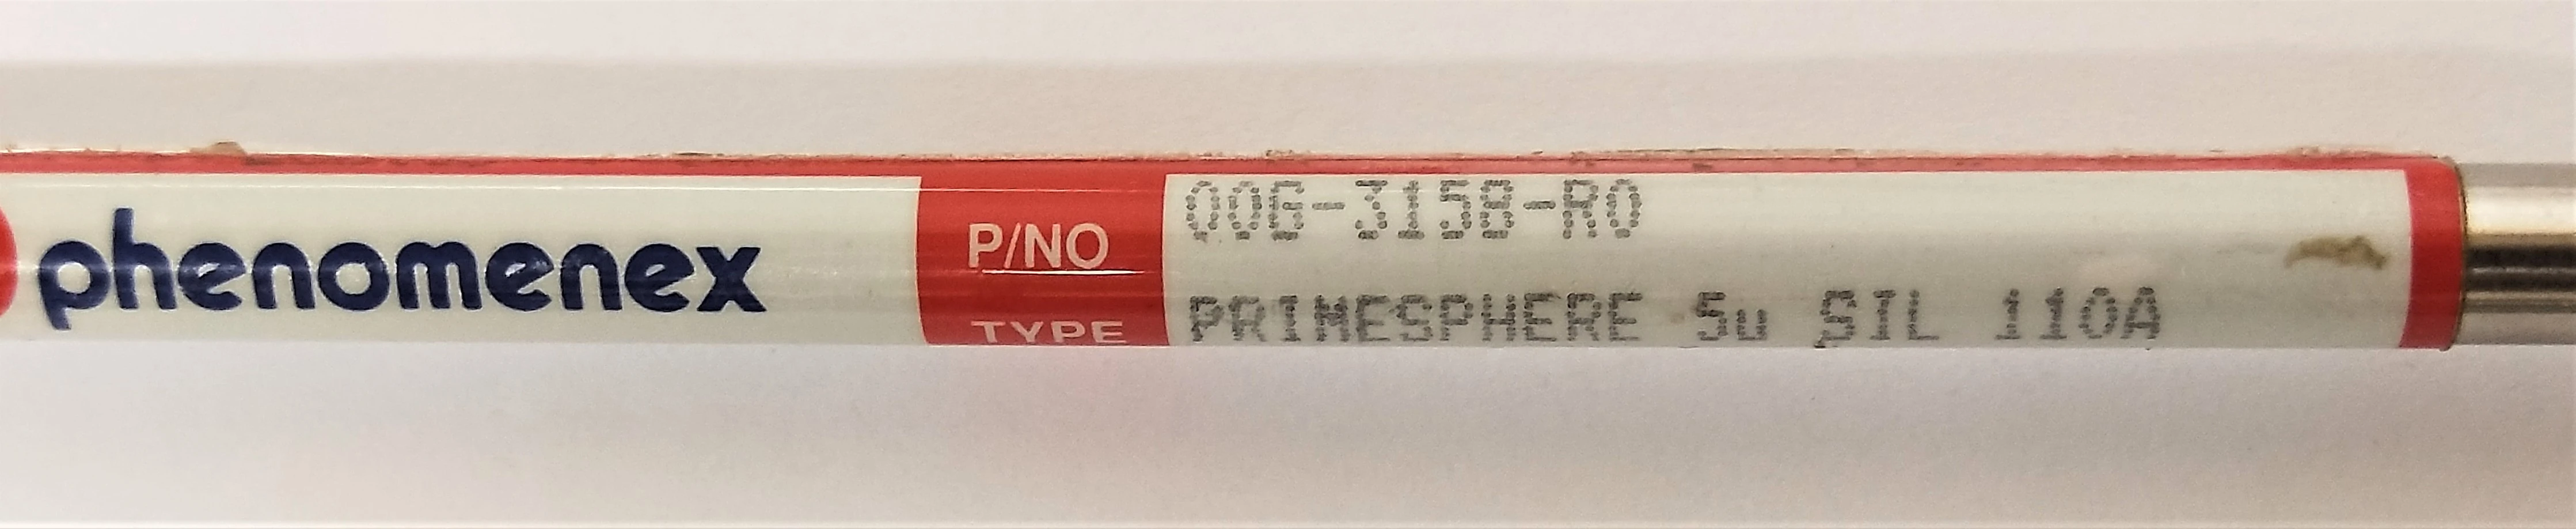 phenomenex
P/NO 00G-3158-R0
TYPE PRIMESPHERE 5u SIL 110A